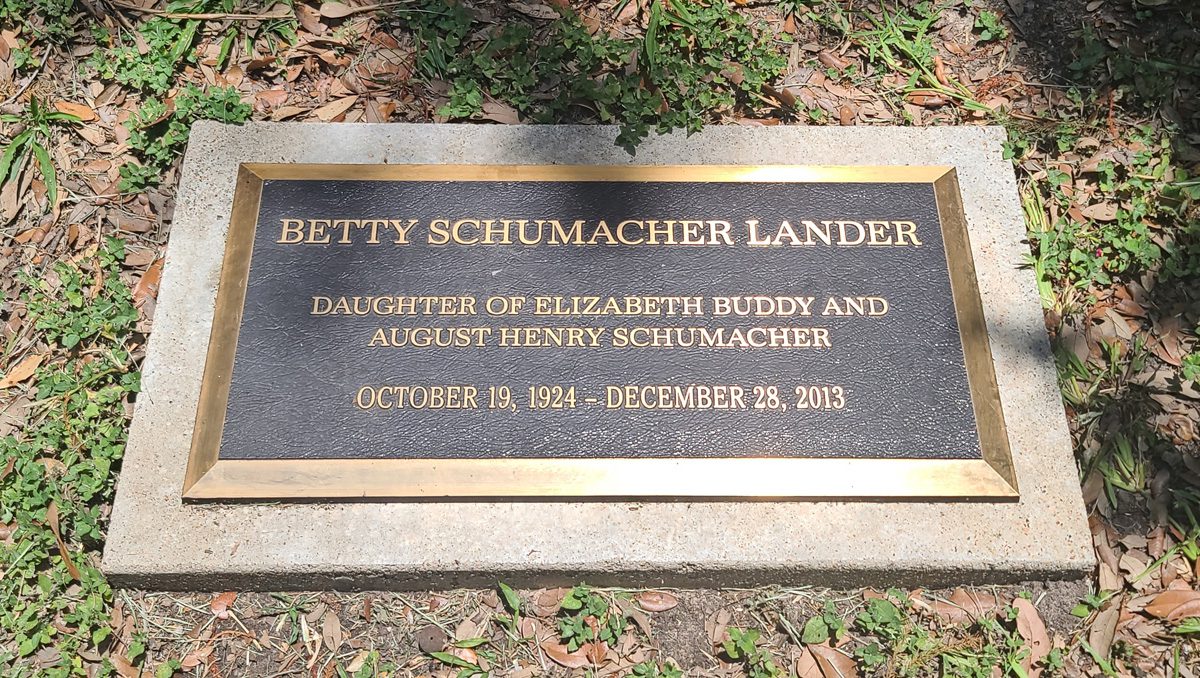 BETTY SCHUMACHER LANDER
DAUGHTER OF ELIZABETH BUDDY AND
AUGUST HENRY SCHUMACHER
OCTOBER 19, 1924 – DECEMBER 28, 2013